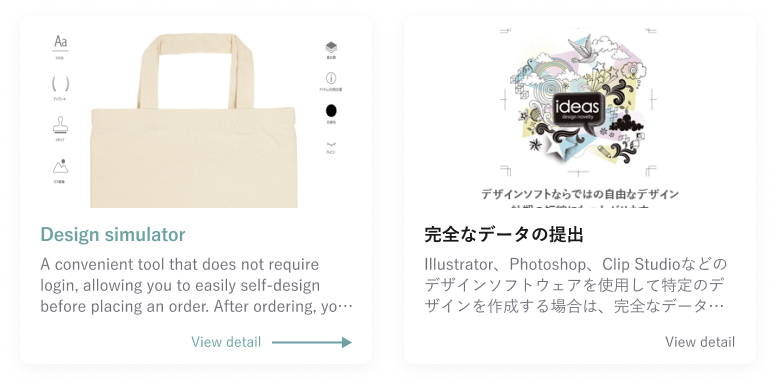 Aa
ideas
design novelty
デザインソフトならではの自由なデザイン
Design simulator
A convenient tool that does not require
login, allowing you to easily self-design
before placing an order. After ordering, yo…
View detail
完全なデータの提出
Illustrator、Photoshop、Clip Studioなどの
デザインソフトウェアを使用して特定のデ
ザインを作成する場合は、完全なデータ…
View detail